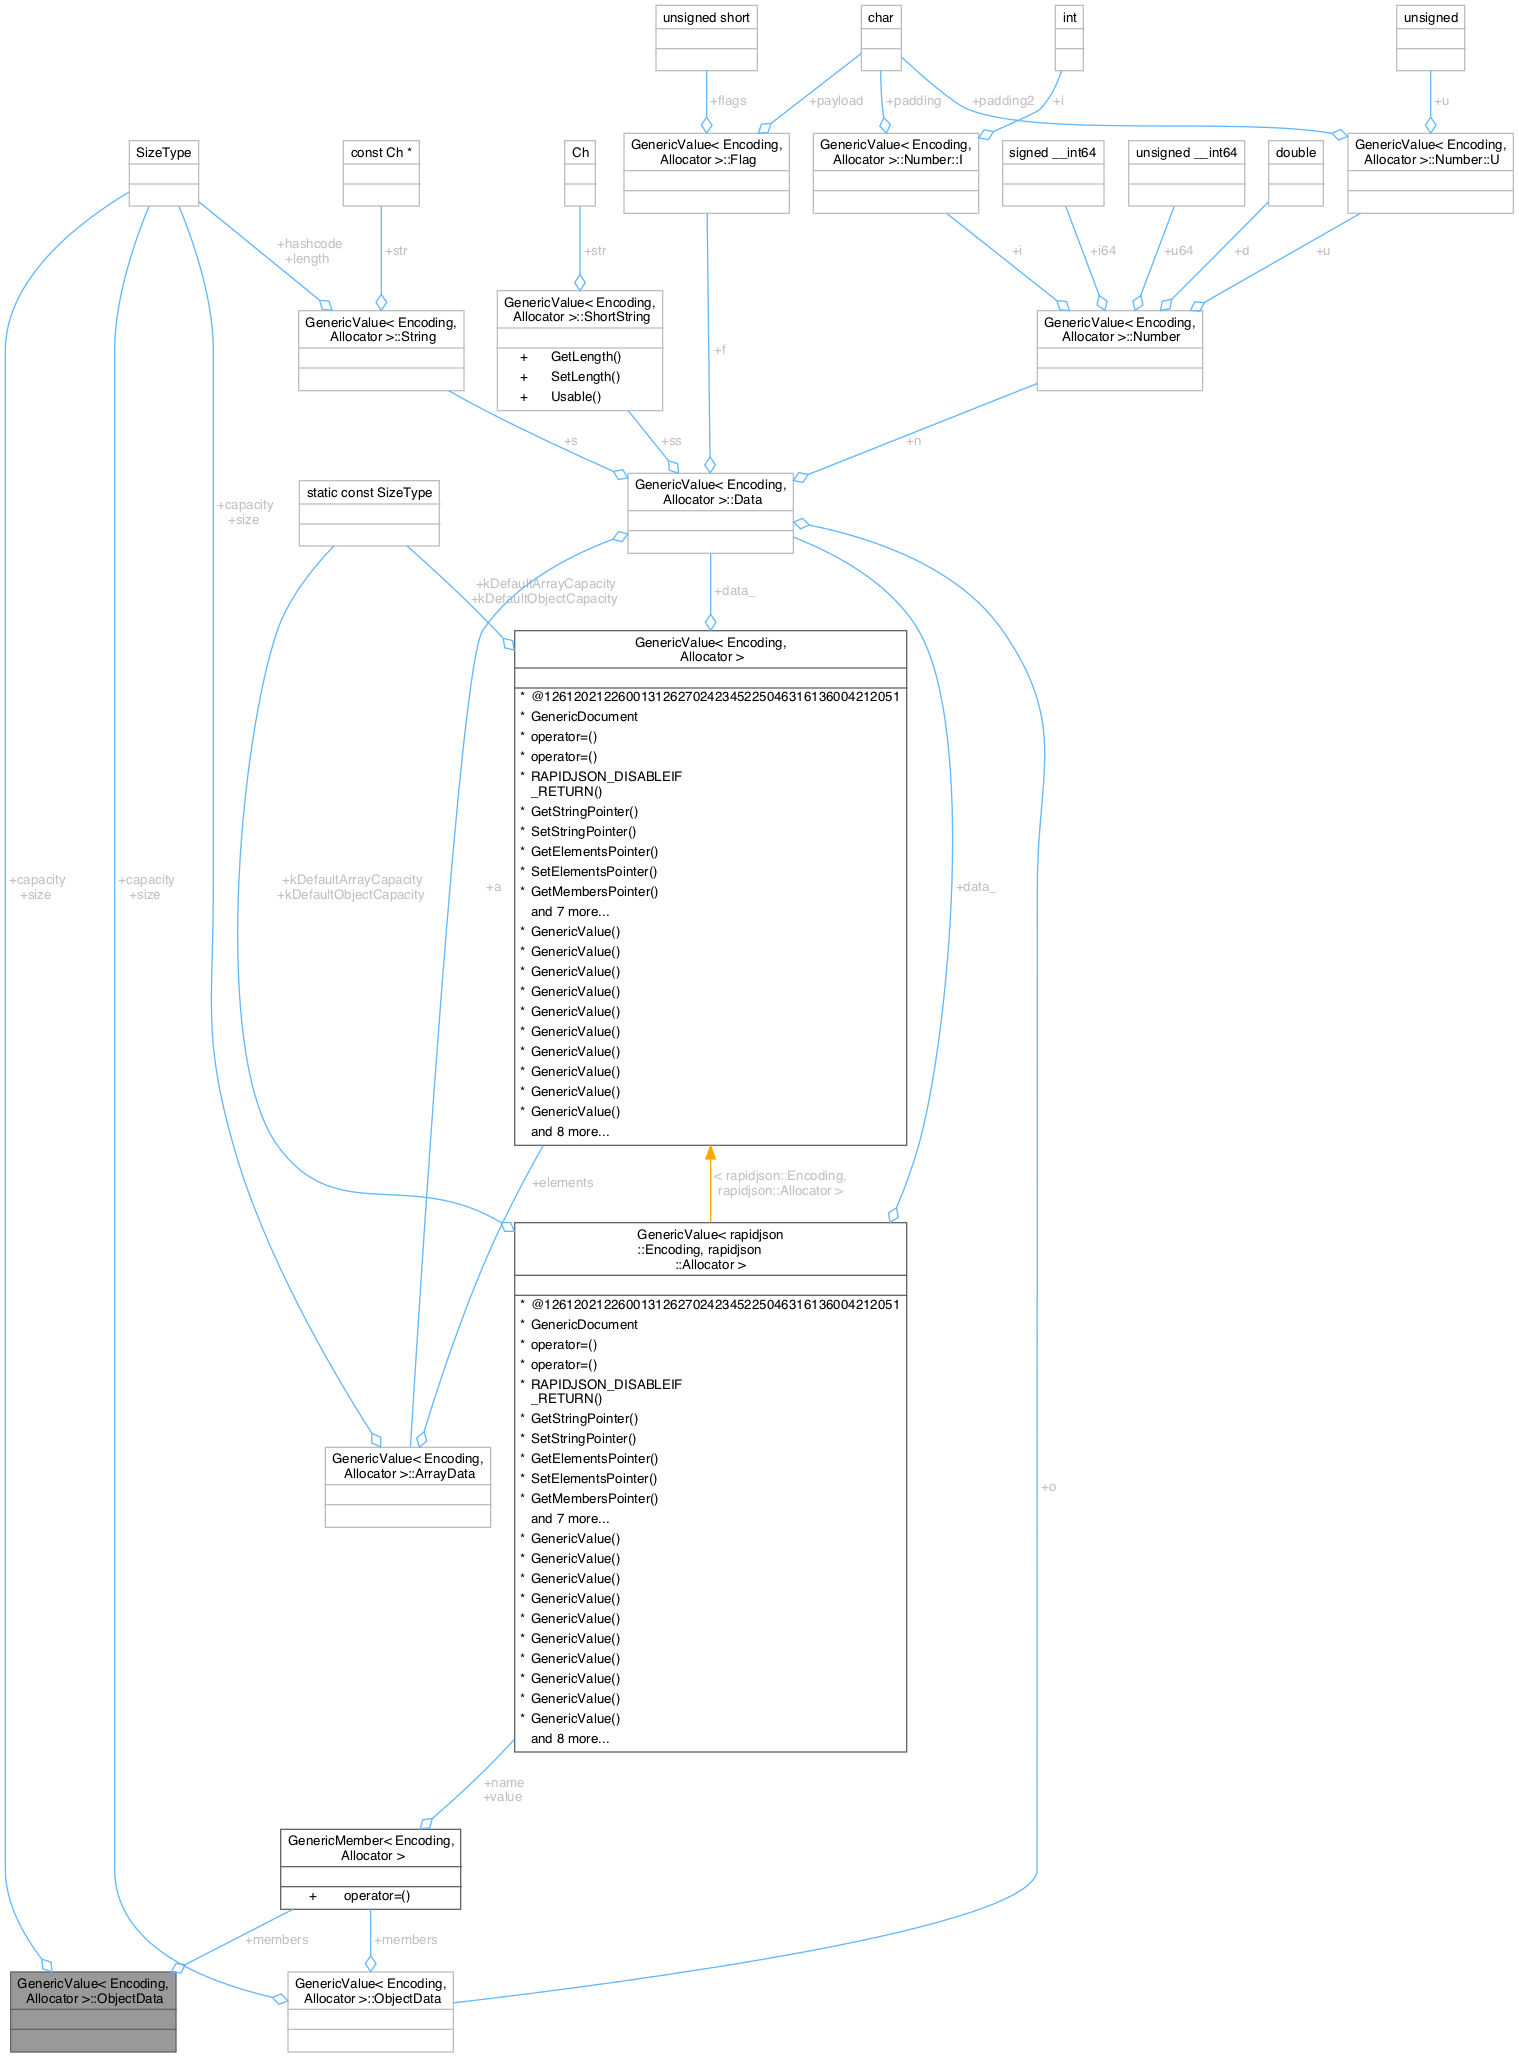 unsigned short
char
int
unsigned
+flags
+payload
+padding
+padding2
+i
+u
SizeType
const Ch *
Ch
GenericValue< Encoding,
Allocator >::Flag
GenericValue< Encoding,
Allocator >::Number::I
signed __int64
unsigned __int64
double
GenericValue< Encoding,
Allocator >::Number::U
+hashcode
+length
+str
+str
+i
+i64
+u64
+d
+u
GenericValue< Encoding,
Allocator >::String
GenericValue< Encoding,
Allocator >::ShortString
+ GetLength()
+ SetLength()
+ Usable()
+f
GenericValue< Encoding,
Allocator >::Number
+s
+ss
+n
static const SizeType
GenericValue< Encoding,
Allocator >::Data
+capacity
+size
+kDefaultArrayCapacity
+kDefaultObjectCapacity
+data_
GenericValue< Encoding,
Allocator >
* @126120212260013126270242345225046316136004212051
* GenericDocument
* operator=()
* operator=()
* RAPIDJSON_DISABLEIF
_RETURN()
* GetStringPointer()
* SetStringPointer()
* GetElementsPointer()
* SetElementsPointer()
* GetMembersPointer()
and 7 more...
* GenericValue()
* GenericValue()
* GenericValue()
* GenericValue()
* GenericValue()
* GenericValue()
* GenericValue()
* GenericValue()
* GenericValue()
* GenericValue()
and 8 more...
+capacity
+size
+capacity
+size
+kDefaultArrayCapacity
+kDefaultObjectCapacity
+a
+data_
+elements
< rapidjson::Encoding,
rapidjson::Allocator >
GenericValue< rapidjson
::Encoding, rapidjson
::Allocator >
* @126120212260013126270242345225046316136004212051
* GenericDocument
* operator=()
* operator=()
* RAPIDJSON_DISABLEIF
_RETURN()
* GetStringPointer()
* SetStringPointer()
* GetElementsPointer()
* SetElementsPointer()
* GetMembersPointer()
and 7 more...
* GenericValue()
* GenericValue()
* GenericValue()
* GenericValue()
* GenericValue()
* GenericValue()
* GenericValue()
* GenericValue()
* GenericValue()
* GenericValue()
and 8 more...
GenericValue< Encoding,
Allocator >::ArrayData
+o
+name
+value
GenericMember< Encoding,
Allocator >
+ operator=()
+members
+members
GenericValue< Encoding,
Allocator >::ObjectData
GenericValue< Encoding,
Allocator >::ObjectData